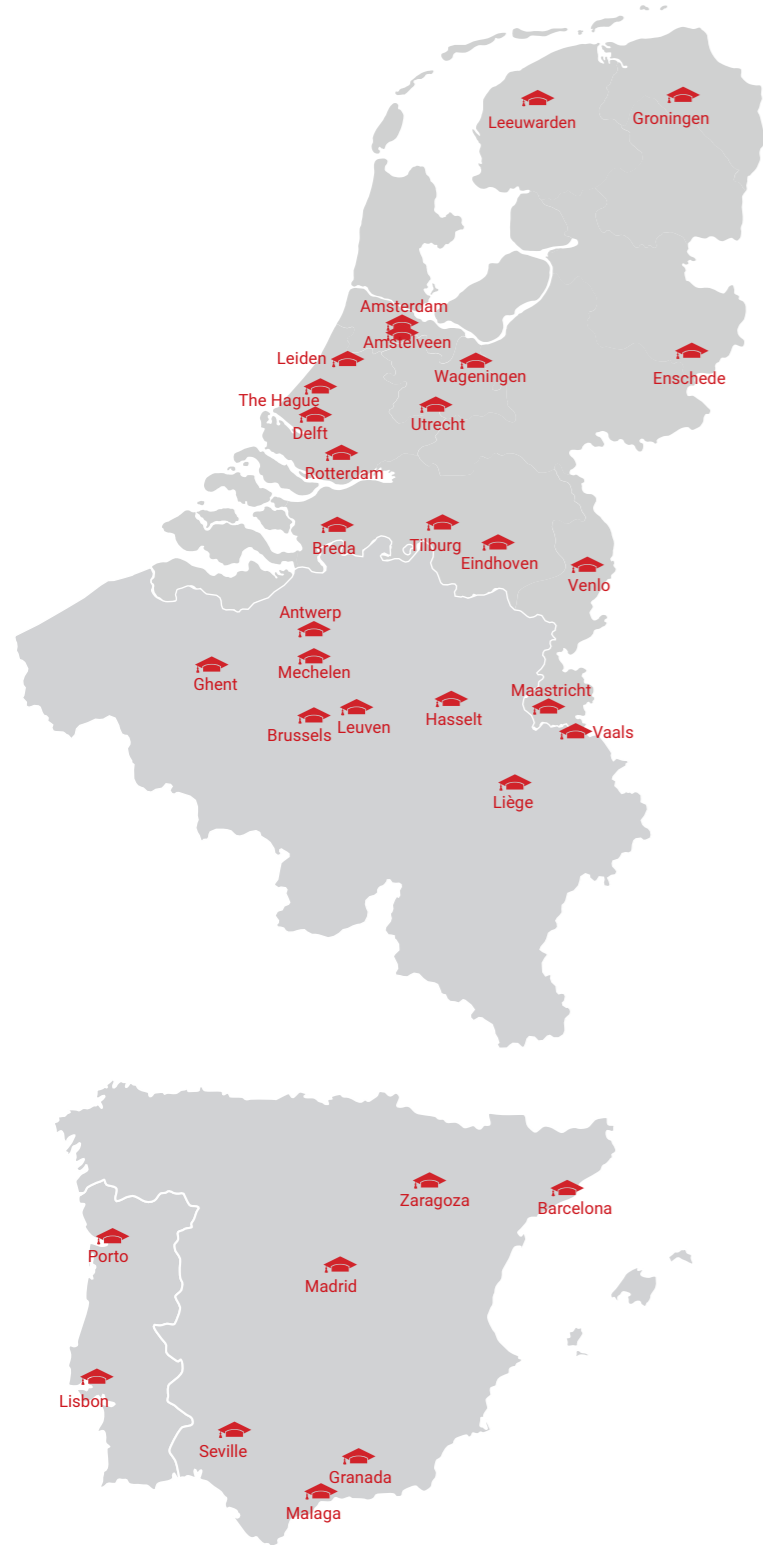 Leeuwarden
Groningen
Amsterdam
Amstelveen
Leiden
Wageningen
Enschede
The Hague
Utrecht
Delft
Rotterdam
Breda
Tilburg
Eindhoven
Venlo
Antwerp
Mechelen
Ghent
Maastricht
Hasselt
Leuven
Brussels
Vaals
Liège
Zaragoza
Barcelona
Porto
Madrid
Lisbon
Seville
Granada
Malaga